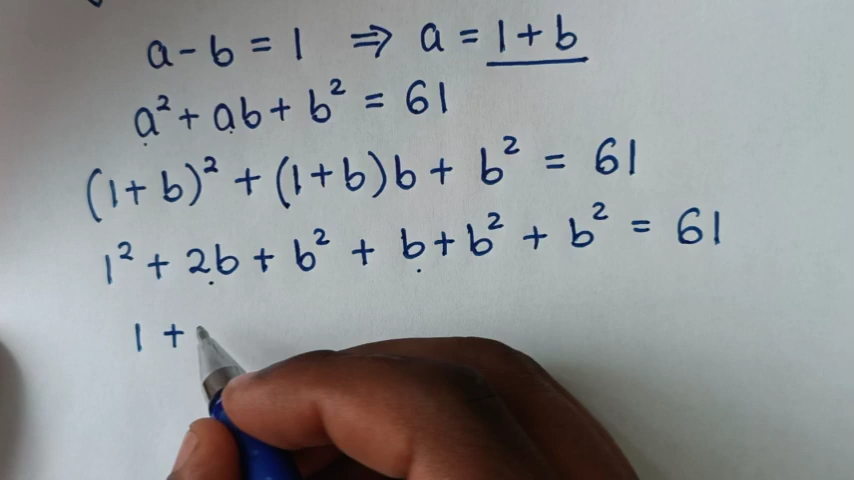 a - b = 1 ⇒ a = 1 + b
a² + ab + b² = 61
(1 + b)² + (1 + b)b + b² = 61
1² + 2b + b² + b + b² + b² = 61
1 +